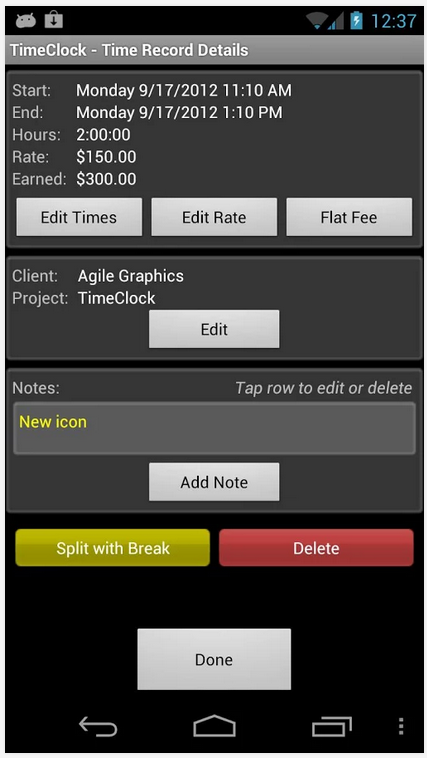 12:37
TimeClock - Time Record Details
Start: Monday 9/17/2012 11:10 AM
End: Monday 9/17/2012 1:10 PM
Hours: 2:00:00
Rate: $150.00
Earned: $300.00
Edit Times Edit Rate Flat Fee
Client: Agile Graphics
Project: TimeClock
Edit
Notes: Tap row to edit or delete
New icon
Add Note
Split with Break Delete
Done